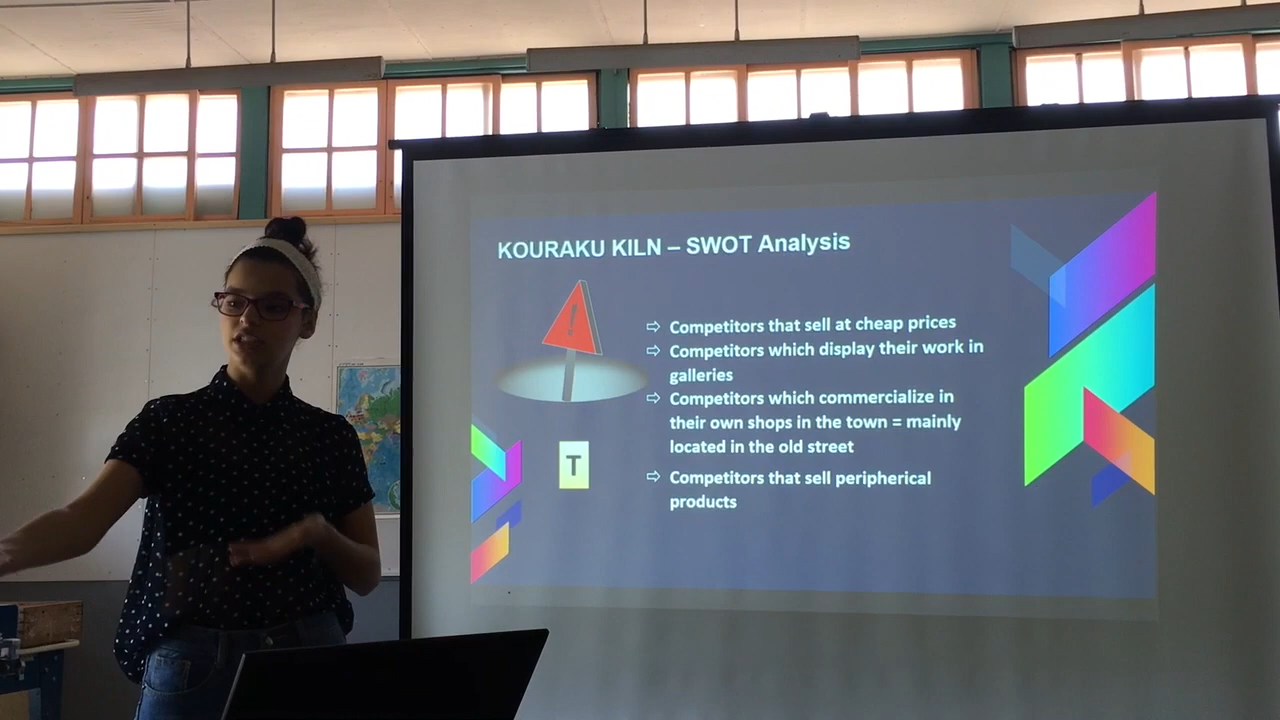 KOURAKU KILN – SWOT Analysis
⇨ Competitors that sell at cheap prices
⇨ Competitors which display their work in
galleries
⇨ Competitors which commercialize in
their own shops in the town = mainly
located in the old street
T
⇨ Competitors that sell peripherical
products